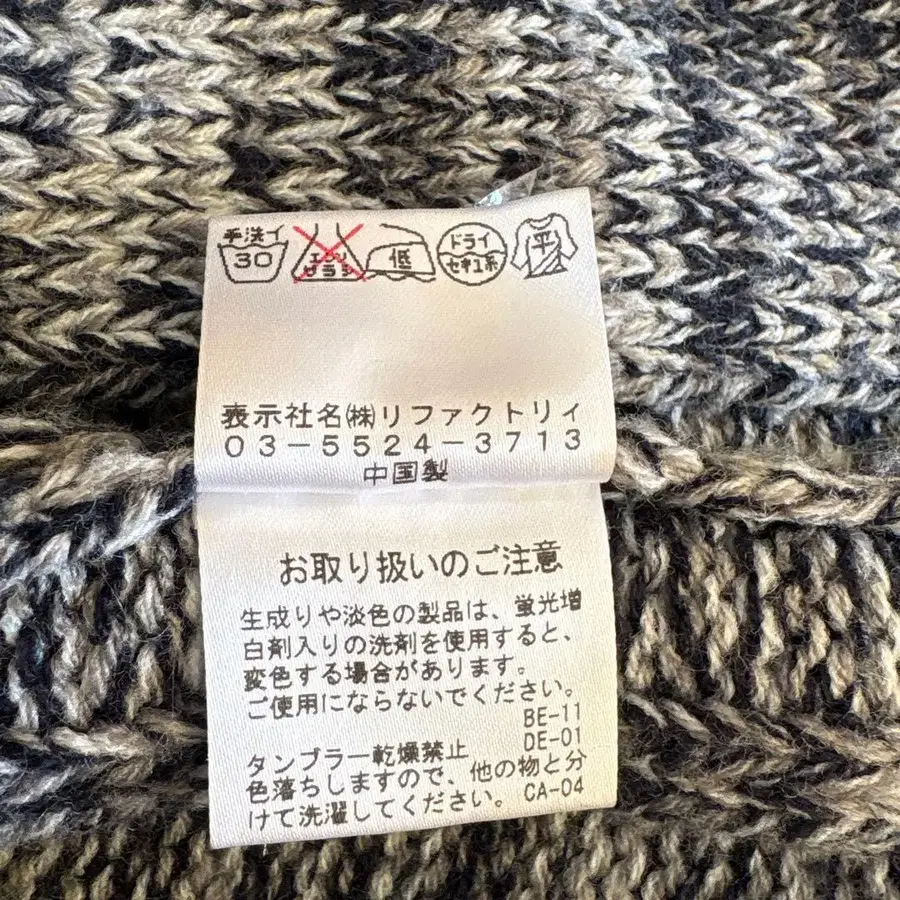 手洗イ 30 エンソサラシ 低 ドライ セキユ系 平
表示社名㈱リファクトリィ
03-5524-3713
中国製
お取り扱いのご注意
生成りや淡色の製品は、蛍光増
白剤入りの洗剤を使用すると、
変色する場合があります。
ご使用にならないでください。
BE-11
タンブラー乾燥禁止 DE-01
色落ちしますので、他の物と分
けて洗濯してください。 CA-04